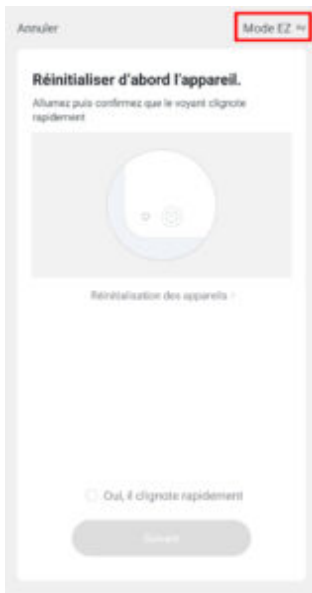 Annuler
Mode EZ
Réinitialiser d'abord l'appareil.
Allumez puis confirmez que le voyant clignote
rapidement
Réinitialisation des appareils
Oui, il clignote rapidement
Suivant